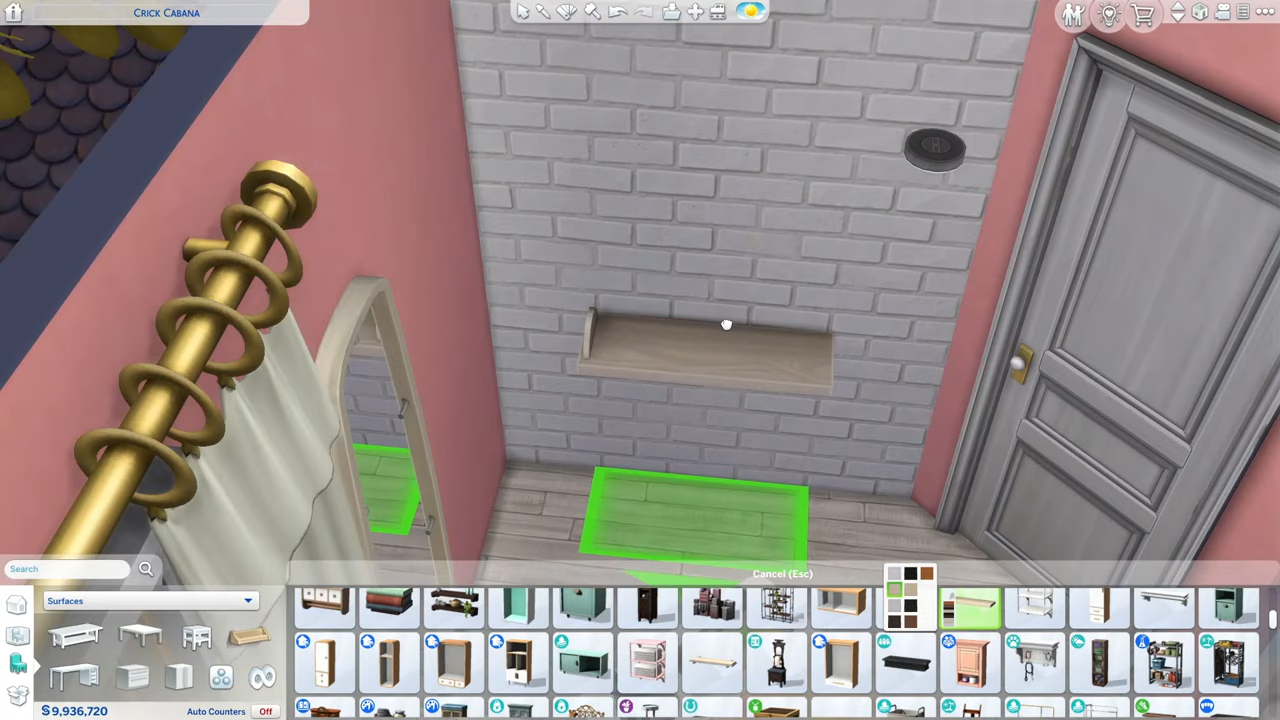 Crick Cabana
Search
Cancel (Esc)
Surfaces
$9,936,720
Auto Counters
Off